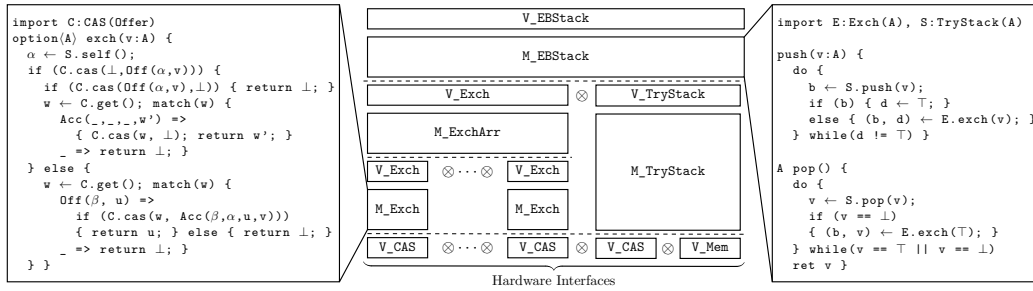 import C:CAS(Offer)
option⟨A⟩ exch(v:A) {
  α ← S.self();
  if (C.cas(⊥,Off(α,v))) {
    if (C.cas(Off(α,v),⊥)) { return ⊥; }
    w ← C.get(); match(w) {
      Acc(_,_,_,w') =>
        { C.cas(w, ⊥); return w'; }
      _ => return ⊥; }
  } else {
    w ← C.get(); match(w) {
      Off(β, u) =>
        if (C.cas(w, Acc(β,α,u,v)))
        { return u; } else { return ⊥; }
      _ => return ⊥; }
  } }
V_EBStack
M_EBStack
V_Exch ⊗ V_TryStack
M_ExchArr
V_Exch ⊗ ··· ⊗ V_Exch
M_TryStack
M_Exch M_Exch
V_CAS ⊗ ··· ⊗ V_CAS ⊗ V_CAS ⊗ V_Mem
Hardware Interfaces
import E:Exch(A), S:TryStack(A)
push(v:A) {
  do {
    b ← S.push(v);
    if (b) { d ← ⊤; }
    else { (b, d) ← E.exch(v); }
  } while(d != ⊤) }
A pop() {
  do {
    v ← S.pop(v);
    if (v == ⊥)
    { (b, v) ← E.exch(⊤); }
  } while(v == ⊤ || v == ⊥)
  ret v }